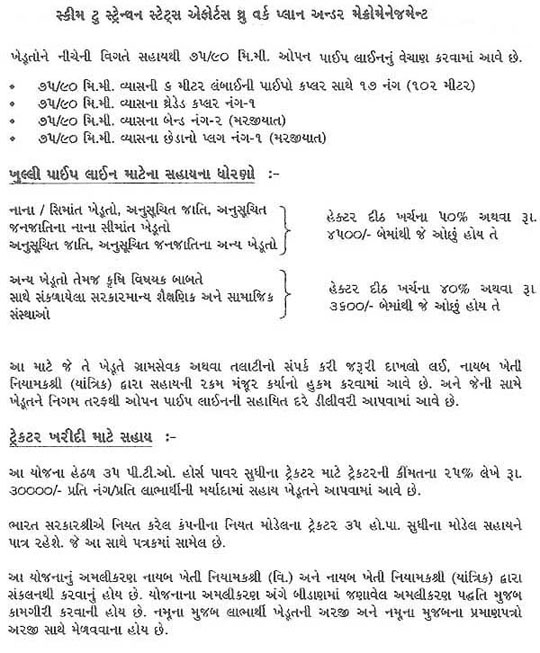 સ્કીમ ટુ સ્ટ્રેન્થન સ્ટેટ્સ એફોર્ટસ થ્રુ વર્ક પ્લાન અન્ડર મેક્રોમેનેજમેન્ટ
ખેડૂતોને નીચેની વિગતે સહાયથી ૭૫/૯૦ મિ.મી. ઓપન પાઈપ લાઈનનું વેચાણ કરવામાં આવે છે.
• ૭૫/૯૦ મિ.મી. વ્યાસની ૬ મીટર લંબાઈની પાઈપો કપ્લર સાથે ૧૭ નંગ (૧૦૨ મીટર)
• ૭૫/૯૦ મિ.મી. વ્યાસના થ્રેડેડ કપ્લર નંગ-૧
• ૭૫/૯૦ મિ.મી. વ્યાસના બેન્ડ નંગ-૨ (મરજીયાત)
• ૭૫/૯૦ મિ.મી. વ્યાસના છેડાનો પ્લગ નંગ-૧ (મરજીયાત)
ખુલ્લી પાઈપ લાઈન માટેના સહાયના ધોરણો :-
નાના / સિમાંત ખેડૂતો, અનુસૂચિત જાતિ, અનુસૂચિત
જનજાતિના નાના સીમાંત ખેડૂતો
અનુસૂચિત જાતિ, અનુસૂચિત જનજાતિના અન્ય ખેડૂતો
હેક્ટર દીઠ ખર્ચના ૫૦% અથવા રૂા.
૪૫૦૦/- બેમાંથી જે ઓછું હોય તે
અન્ય ખેડૂતો તેમજ કૃષિ વિષયક બાબતે
સાથે સંકળાયેલા સરકારમાન્ય શૈક્ષણિક અને સામાજિક
સંસ્થાઓ
હેક્ટર દીઠ ખર્ચના ૪૦% અથવા રૂા.
૩૬૦૦/- બેમાંથી જે ઓછું હોય તે
આ માટે જે તે ખેડૂતે ગ્રામસેવક અથવા તલાટીનો સંપર્ક કરી જરૂરી દાખલો લઈ, નાયબ ખેતી
નિયામકશ્રી (યાંત્રિક) દ્વારા સહાયની રકમ મંજૂર કર્યાનો હુકમ કરવામાં આવે છે. અને જેની સામે
ખેડૂતને નિગમ તરફથી ઓપન પાઈપ લાઈનની સહાયિત દરે ડીલીવરી આપવામાં આવે છે.
ટ્રેકટર ખરીદી માટે સહાય :-
આ યોજના હેઠળ ૩૫ પી.ટી.ઓ. હોર્સ પાવર સુધીના ટ્રેકટર માટે ટ્રેકટરની કીંમતના ૨૫% લેખે રૂા.
૩૦૦૦૦/- પ્રતિ નંગ/પ્રતિ લાભાર્થીની મર્યાદામાં સહાય ખેડૂતને આપવામાં આવે છે.
ભારત સરકારશ્રીએ નિયત કરેલ કંપનીના નિયત મોડેલના ટ્રેકટર ૩૫ હો.પા. સુધીના મોડેલ સહાયને
પાત્ર રહેશે. જે આ સાથે પત્રકમાં સામેલ છે.
આ યોજનાનું અમલીકરણ નાયબ ખેતી નિયામકશ્રી (વિ.) અને નાયબ ખેતી નિયામકશ્રી (યાંત્રિક) દ્વારા
સંકલનથી કરવાનું હોય છે. યોજનાના અમલીકરણ અંગે બીડાણમાં જણાવેલ અમલીકરણ પધ્ધતિ મુજબ
કામગીરી કરવાની હોય છે. નમૂના મુજબ લાભાર્થી ખેડૂતની અરજી અને નમૂના મુજબના પ્રમાણપત્રો
અરજી સાથે મેળવવાના હોય છે.